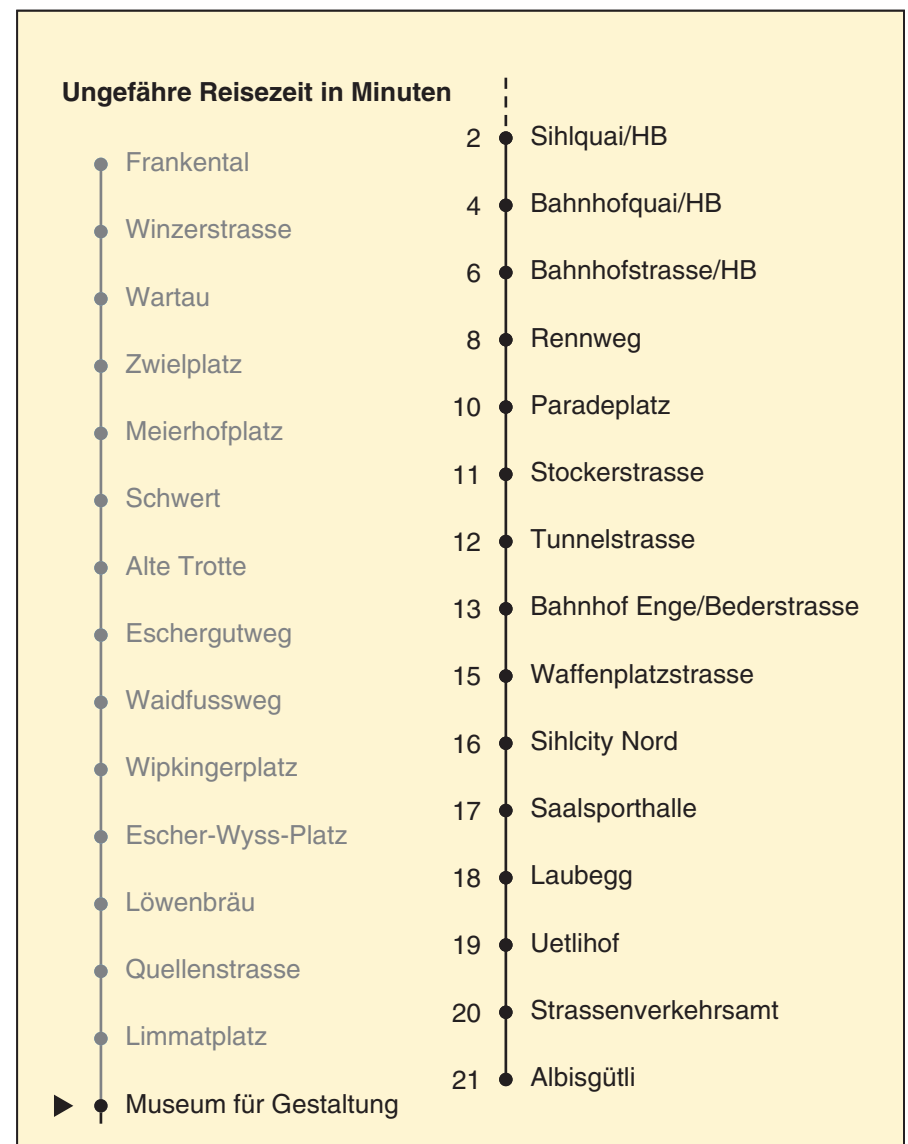 Ungefähre Reisezeit in Minuten
Frankental
Winzerstrasse
Wartau
Zwielplatz
Meierhofplatz
Schwert
Alte Trotte
Eschergutweg
Waidfussweg
Wipkingerplatz
Escher-Wyss-Platz
Löwenbräu
Quellenstrasse
Limmatplatz
Museum für Gestaltung
2 Sihlquai/HB
4 Bahnhofquai/HB
6 Bahnhofstrasse/HB
8 Rennweg
10 Paradeplatz
11 Stockerstrasse
12 Tunnelstrasse
13 Bahnhof Enge/Bederstrasse
15 Waffenplatzstrasse
16 Sihlcity Nord
17 Saalsporthalle
18 Laubegg
19 Uetlihof
20 Strassenverkehrsamt
21 Albisgütli